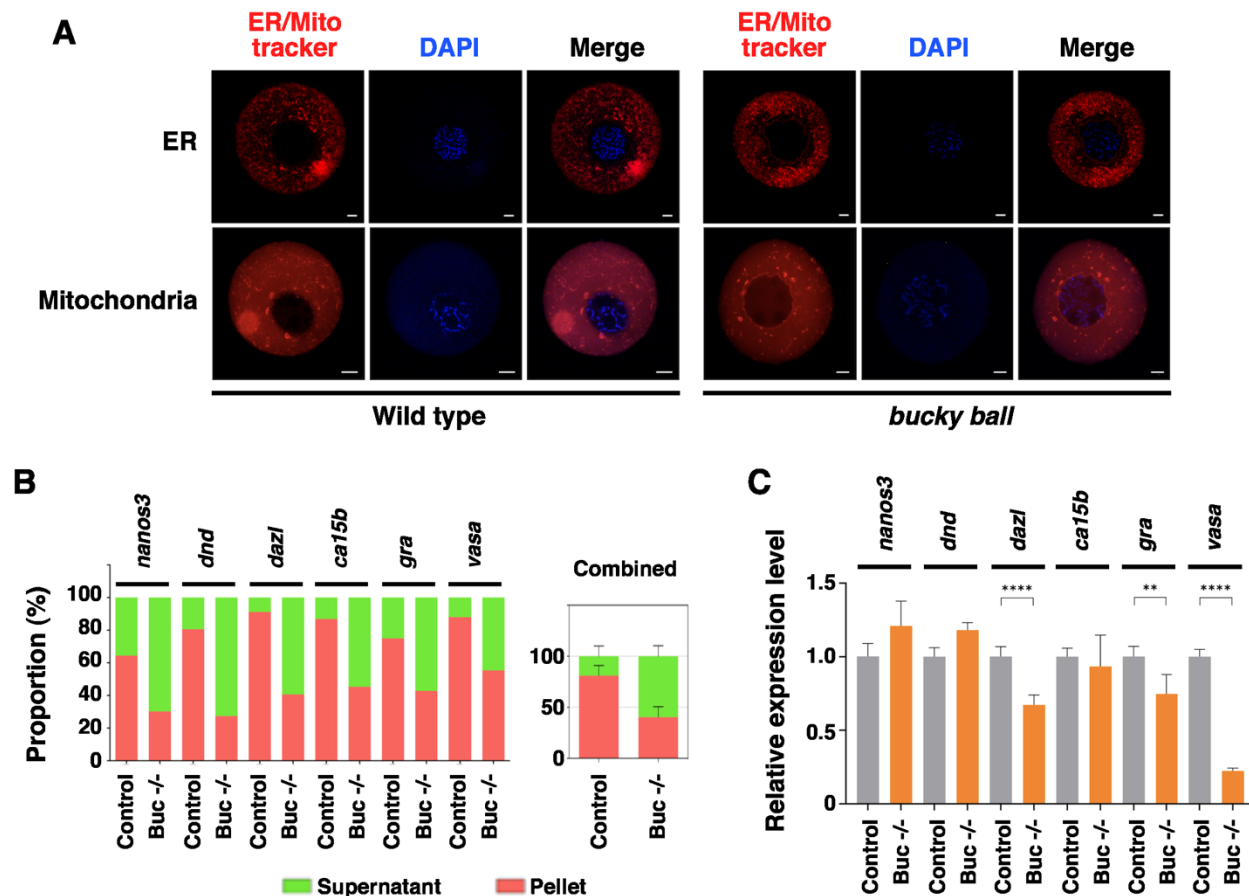 A
ER/Mito tracker DAPI Merge ER/Mito tracker DAPI Merge
ER
Mitochondria
Wild type bucky ball
B
nanos3 dnd dazl ca15b gra vasa
Proportion (%)
100
80
60
40
20
0
Control Buc -/- Control Buc -/- Control Buc -/- Control Buc -/- Control Buc -/- Control Buc -/-
Combined
100
50
0
Control Buc -/-
Supernatant Pellet
C
nanos3 dnd dazl ca15b gra vasa
Relative expression level
1.5
1.0
0.5
0
**** ** ****
Control Buc -/- Control Buc -/- Control Buc -/- Control Buc -/- Control Buc -/- Control Buc -/-